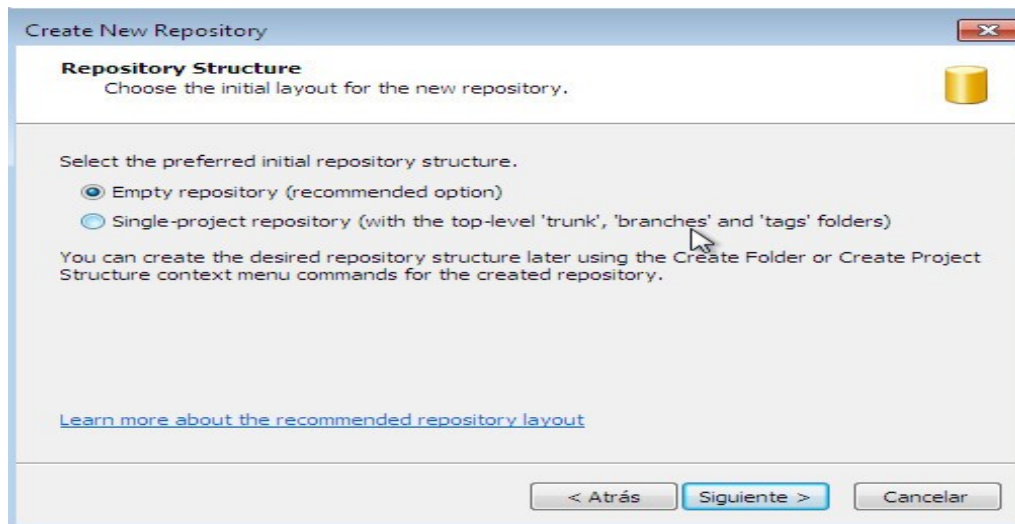 Create New Repository
Repository Structure
Choose the initial layout for the new repository.
Select the preferred initial repository structure.
Empty repository (recommended option)
Single-project repository (with the top-level 'trunk', 'branches' and 'tags' folders)
You can create the desired repository structure later using the Create Folder or Create Project
Structure context menu commands for the created repository.
Learn more about the recommended repository layout
< Atrás
Siguiente >
Cancelar